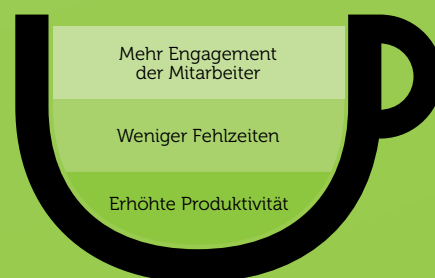 Mehr Engagement
der Mitarbeiter
Weniger Fehlzeiten
Erhöhte Produktivität